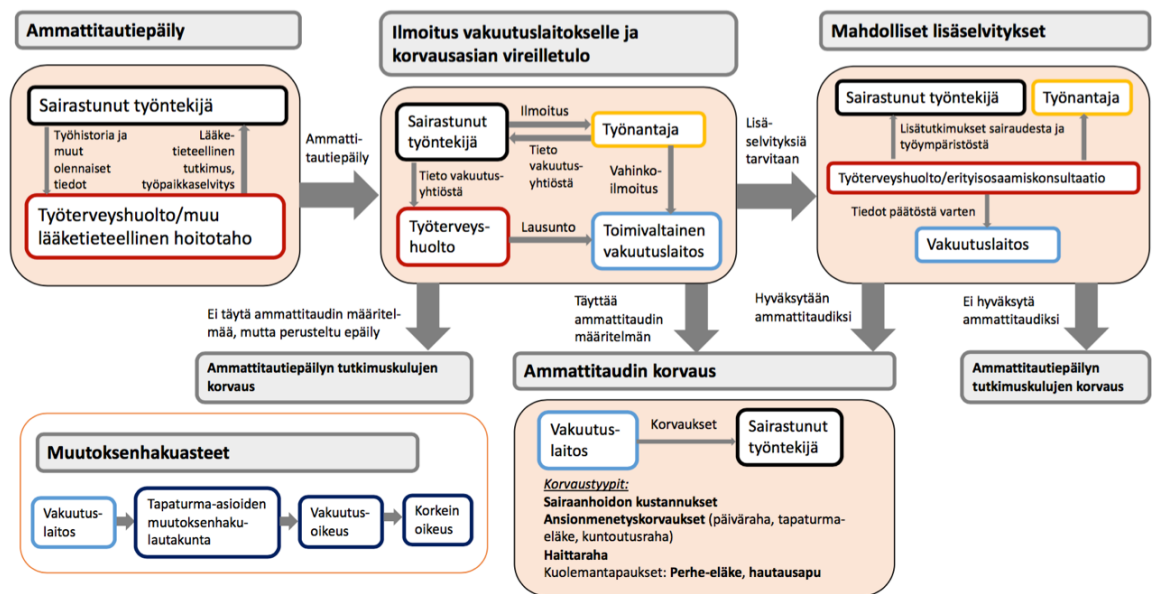 Ammattitautiepäily
Sairastunut työntekijä
Työhistoria ja
muut
olennaiset
tiedot
Lääke-
tieteellinen
tutkimus,
työpaikkaselvitys
Työterveyshuolto/muu
lääketieteellinen hoitotaho
Ammatti-
tautiepäily
Ilmoitus vakuutuslaitokselle ja
korvausasian vireilletulo
Sairastunut
työntekijä
Ilmoitus
Työnantaja
Tieto
vakuutus-
yhtiöstä
Tieto vakuutus-
yhtiöstä
Vahinko-
ilmoitus
Työterveys-
huolto
Lausunto
Toimivaltainen
vakuutuslaitos
Lisä-
selvityksiä
tarvitaan
Mahdolliset lisäselvitykset
Sairastunut työntekijä
Työnantaja
Lisätutkimukset sairaudesta ja
työympäristöstä
Työterveyshuolto/erityisosaamiskonsultaatio
Tiedot päätöstä varten
Vakuutuslaitos
Ei täytä ammattitaudin määritel-
mää, mutta perusteltu epäily
Täyttää
ammattitaudin
määritelmän
Hyväksytään
ammattitaudiksi
Ei hyväksytä
ammattitaudiksi
Ammattitautiepäilyn tutkimuskulujen
korvaus
Ammattitaudin korvaus
Ammattitautiepäilyn
tutkimuskulujen korvaus
Vakuutus-
laitos
Korvaukset
Sairastunut
työntekijä
Korvaustyypit:
Sairaanhoidon kustannukset
Ansionmenetyskorvaukset (päiväraha, tapaturma-
eläke, kuntoutusraha)
Haittaraha
Kuolemantapaukset: Perhe-eläke, hautausapu
Muutoksenhakuasteet
Vakuutus-
laitos
Tapaturma-asioiden
muutoksenhaku-
lautakunta
Vakuutus-
oikeus
Korkein
oikeus